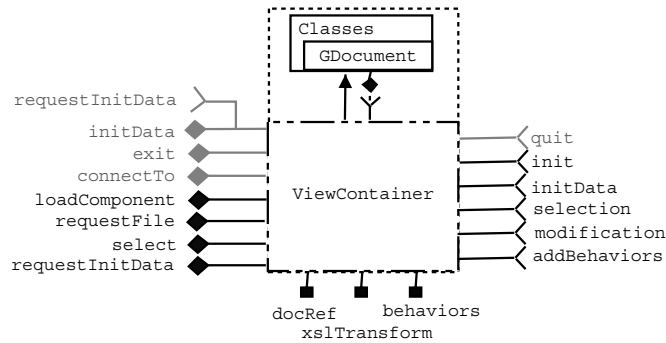 Classes
GDocument
requestInitData
initData
exit
connectTo
loadComponent
requestFile
select
requestInitData
ViewContainer
quit
init
initData
selection
modification
addBehaviors
docRef
xslTransform
behaviors